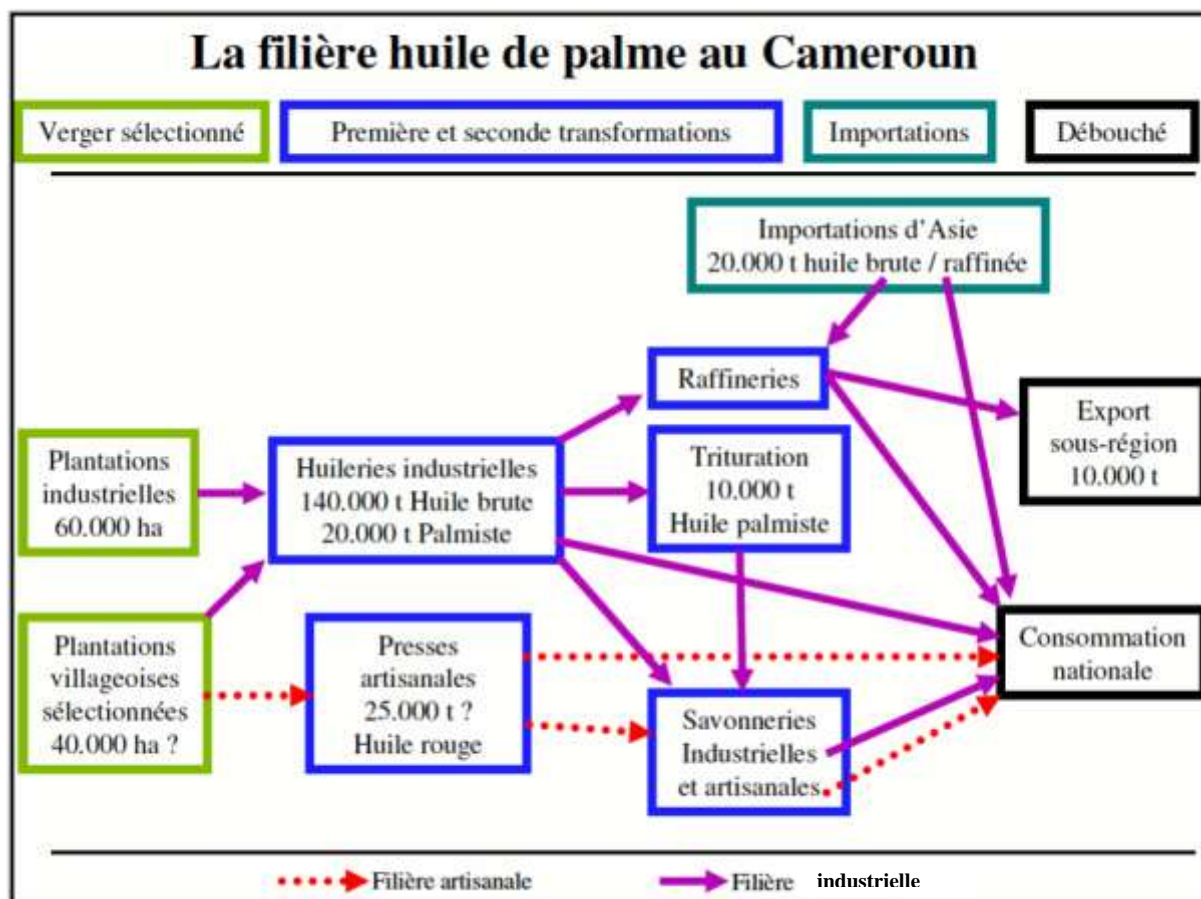 La filière huile de palme au Cameroun
Verger sélectionné
Première et seconde transformations
Importations
Débouché
Importations d'Asie
20.000 t huile brute / raffinée
Raffineries
Export
sous-région
10.000 t
Plantations
industrielles
60.000 ha
Huileries industrielles
140.000 t Huile brute
20.000 t Palmiste
Trituration
10.000 t
Huile palmiste
Plantations
villageoises
sélectionnées
40.000 ha ?
Presses
artisanales
25.000 t ?
Huile rouge
Savonneries
Industrielles
et artisanales
Consommation
nationale
Filière artisanale
Filière industrielle